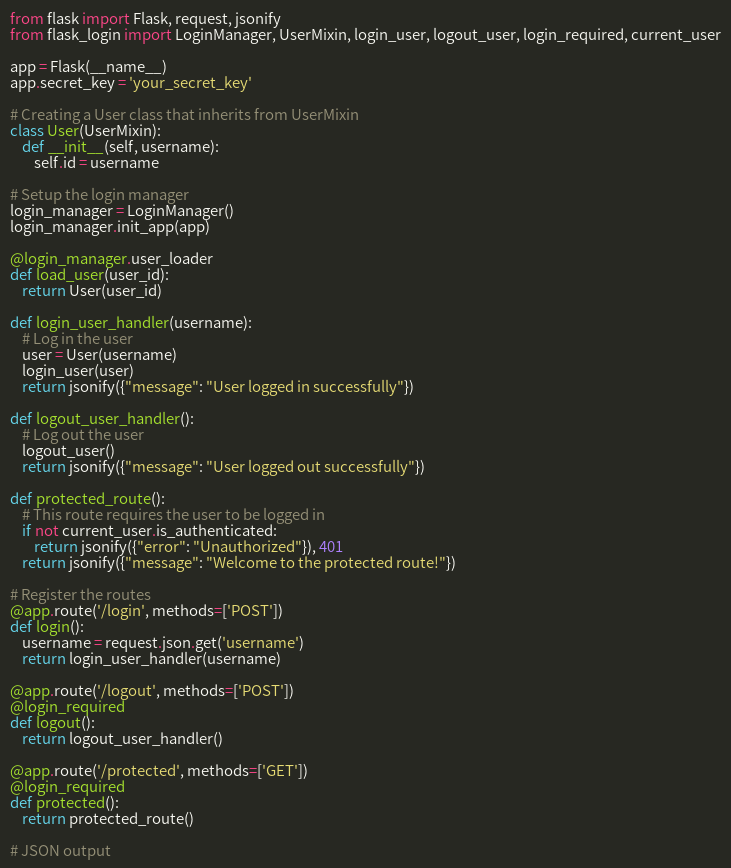 from flask import Flask, request, jsonify
from flask_login import LoginManager, UserMixin, login_user, logout_user, login_required, current_user

app = Flask(__name__)
app.secret_key = 'your_secret_key'

# Creating a User class that inherits from UserMixin
class User(UserMixin):
    def __init__(self, username):
        self.id = username

# Setup the login manager
login_manager = LoginManager()
login_manager.init_app(app)

@login_manager.user_loader
def load_user(user_id):
    return User(user_id)

def login_user_handler(username):
    # Log in the user
    user = User(username)
    login_user(user)
    return jsonify({"message": "User logged in successfully"})

def logout_user_handler():
    # Log out the user
    logout_user()
    return jsonify({"message": "User logged out successfully"})

def protected_route():
    # This route requires the user to be logged in
    if not current_user.is_authenticated:
        return jsonify({"error": "Unauthorized"}), 401
    return jsonify({"message": "Welcome to the protected route!"})

# Register the routes
@app.route('/login', methods=['POST'])
def login():
    username = request.json.get('username')
    return login_user_handler(username)

@app.route('/logout', methods=['POST'])
@login_required
def logout():
    return logout_user_handler()

@app.route('/protected', methods=['GET'])
@login_required
def protected():
    return protected_route()

# JSON output